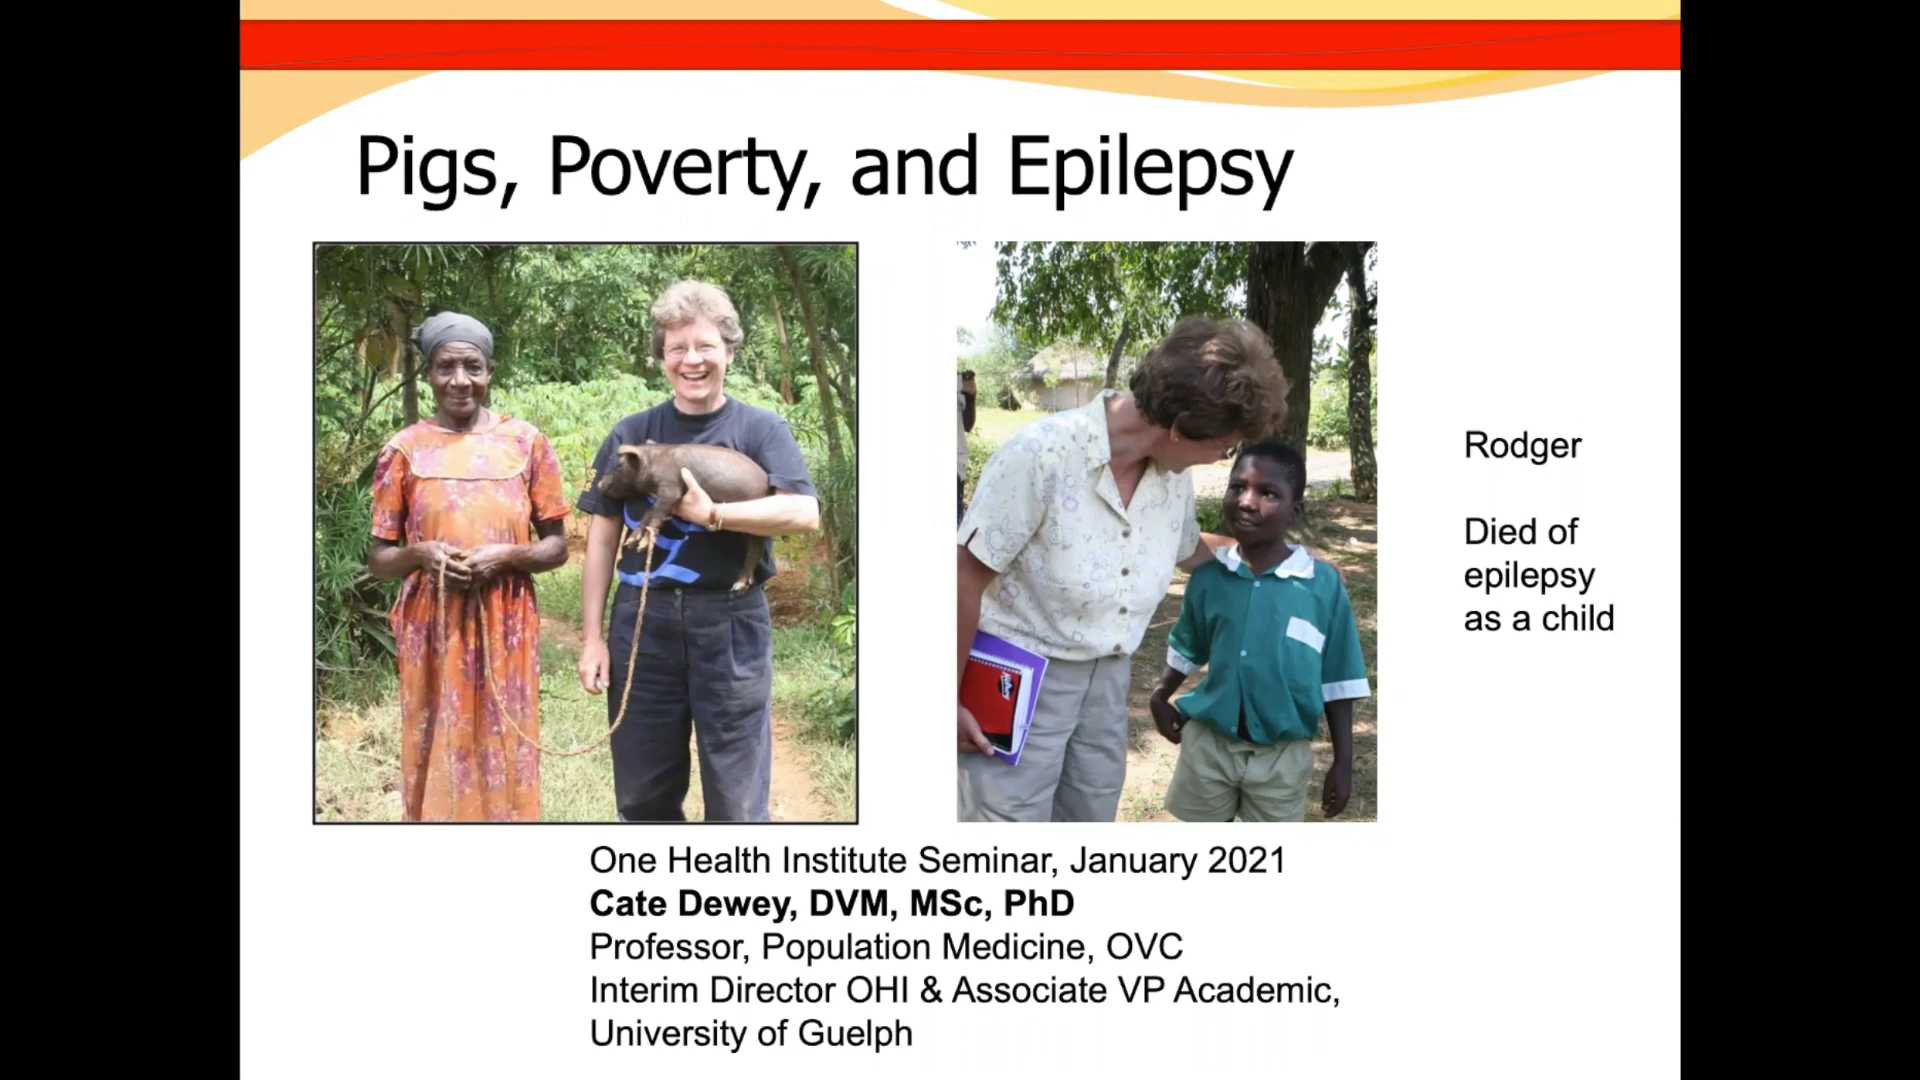 Pigs, Poverty, and Epilepsy
Rodger
Died of
epilepsy
as a child
One Health Institute Seminar, January 2021
Cate Dewey, DVM, MSc, PhD
Professor, Population Medicine, OVC
Interim Director OHI & Associate VP Academic,
University of Guelph